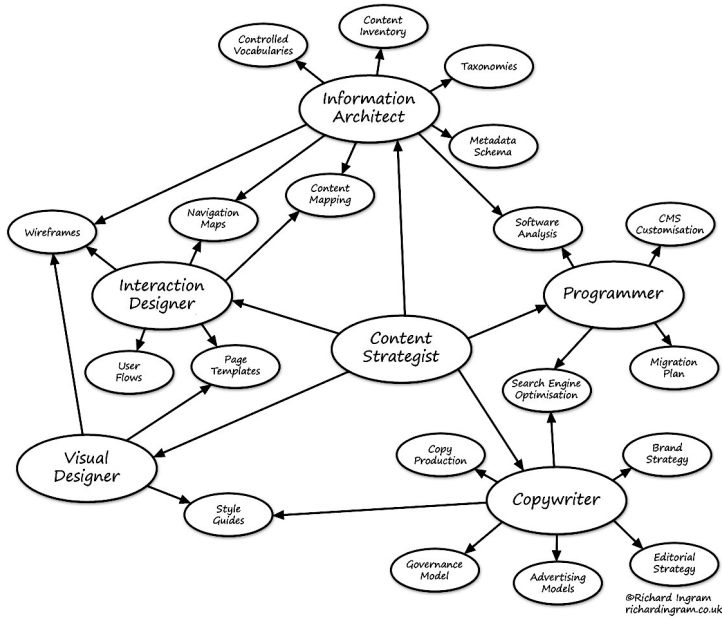 Content
Inventory
Controlled
Vocabularies
Taxonomies
Information
Architect
Metadata
Schema
Content
Mapping
Navigation
Maps
Wireframes
Software
Analysis
CMS
Customisation
Interaction
Designer
Programmer
Content
Strategist
User
Flows
Page
Templates
Migration
Plan
Search Engine
Optimisation
Visual
Designer
Copy
Production
Brand
Strategy
Copywriter
Style
Guides
Governance
Model
Advertising
Models
Editorial
Strategy
©Richard Ingram
richardingram.co.uk